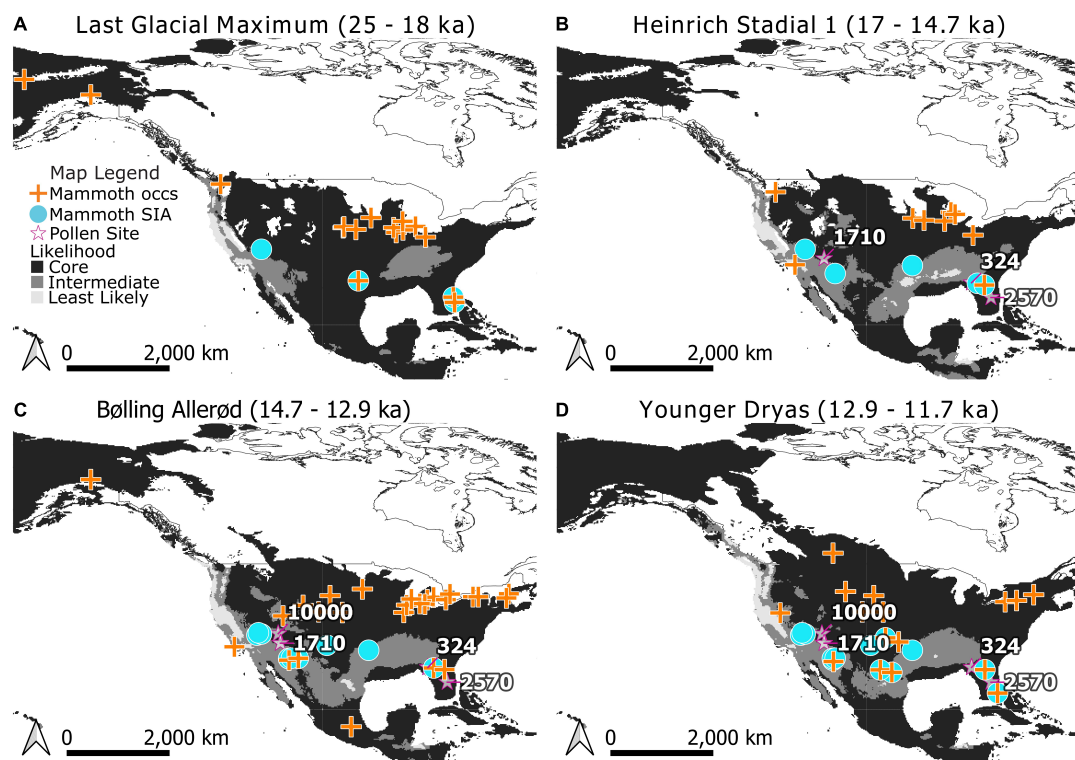 A Last Glacial Maximum (25 - 18 ka)
Map Legend
Mammoth occs
Mammoth SIA
Pollen Site
Likelihood
Core
Intermediate
Least Likely
0 2,000 km
B Heinrich Stadial 1 (17 - 14.7 ka)
1710
324
2570
0 2,000 km
C Bølling Allerød (14.7 - 12.9 ka)
10000
1710
324
2570
0 2,000 km
D Younger Dryas (12.9 - 11.7 ka)
10000
1710
324
2570
0 2,000 km